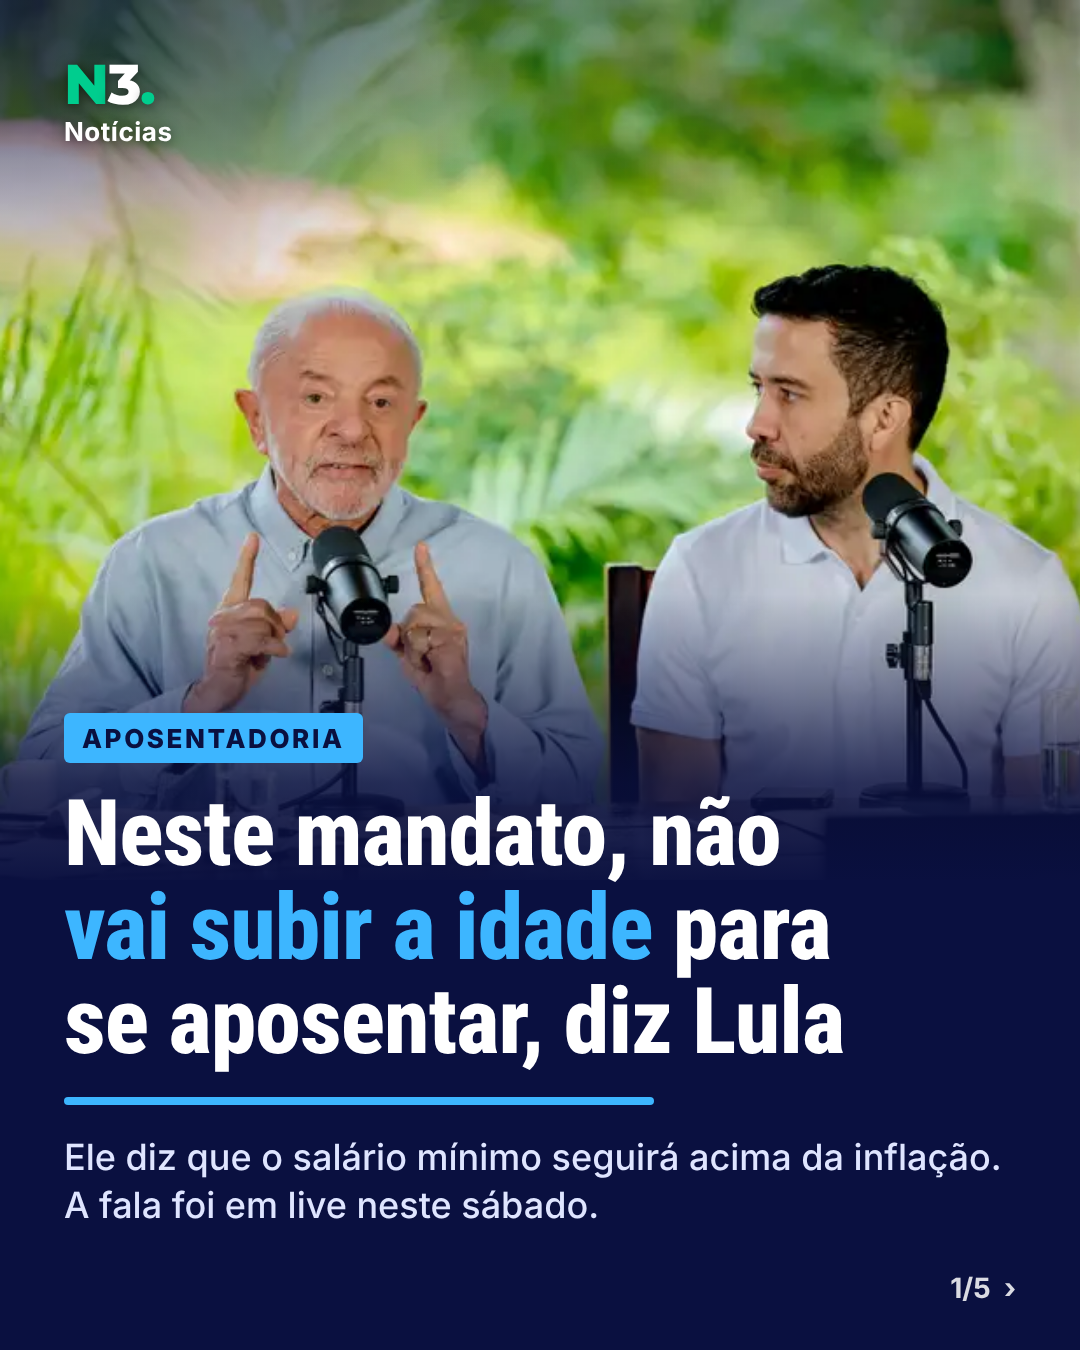 N3.
Notícias
APOSENTADORIA
Neste mandato, não
vai subir a idade para
se aposentar, diz Lula
Ele diz que o salário mínimo seguirá acima da inflação.
A fala foi em live neste sábado.
1/5 ›